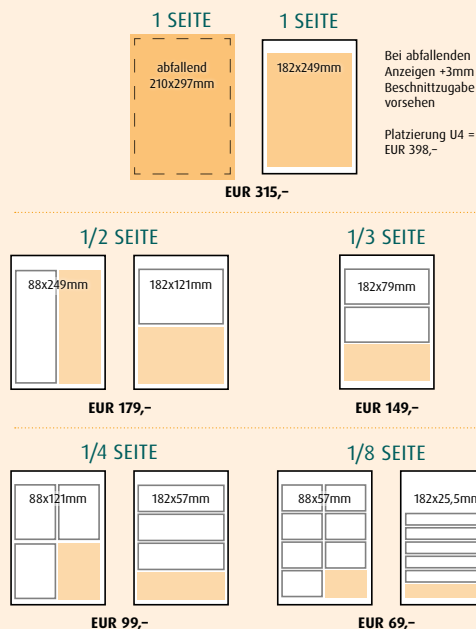 1 SEITE
1 SEITE
abfallend
210x297mm
182x249mm
Bei abfallenden
Anzeigen +3mm
Beschnittzugabe
vorsehen
Platzierung U4 =
EUR 398,–
EUR 315,–
1/2 SEITE
88x249mm
182x121mm
EUR 179,–
1/3 SEITE
182x79mm
EUR 149,–
1/4 SEITE
88x121mm
182x57mm
EUR 99,–
1/8 SEITE
88x57mm
182x25,5mm
EUR 69,–